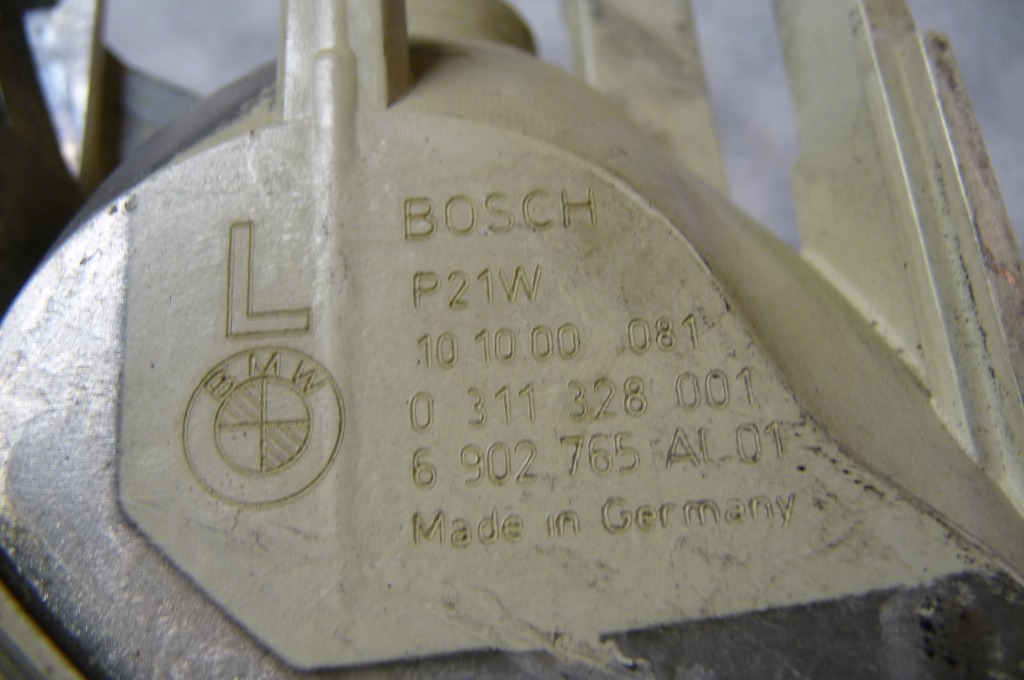 L
BMW
BOSCH
P21W
10 10.00 081
0 311 328 001
6 902 765 AL 01
Made in Germany